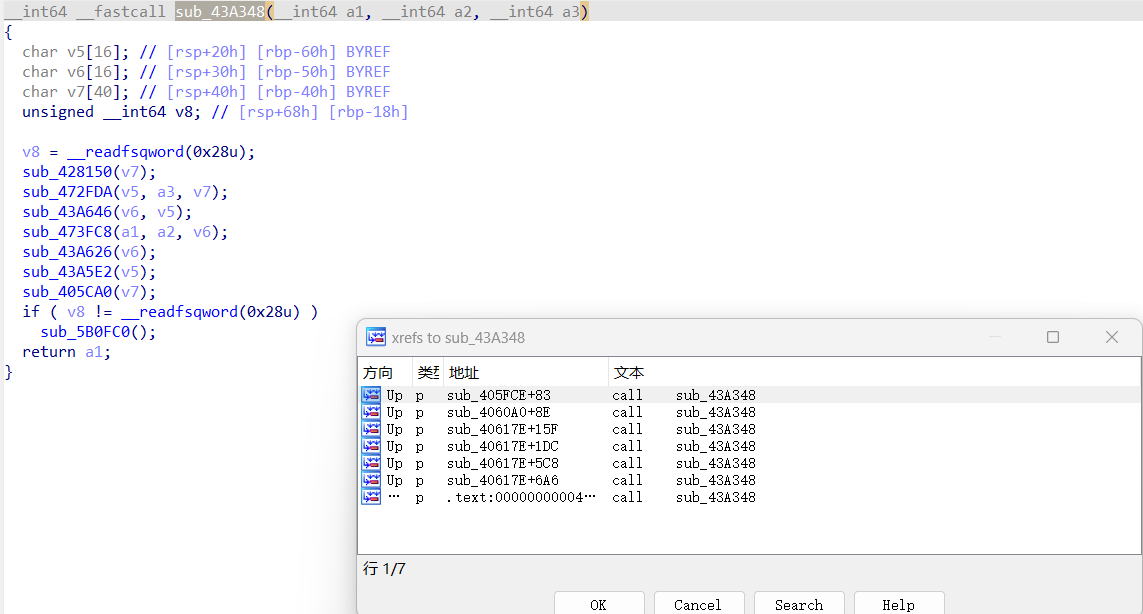 __int64 __fastcall sub_43A348(__int64 a1, __int64 a2, __int64 a3)
{
  char v5[16]; // [rsp+20h] [rbp-60h] BYREF
  char v6[16]; // [rsp+30h] [rbp-50h] BYREF
  char v7[40]; // [rsp+40h] [rbp-40h] BYREF
  unsigned __int64 v8; // [rsp+68h] [rbp-18h]
  v8 = __readfsqword(0x28u);
  sub_428150(v7);
  sub_472FDA(v5, a3, v7);
  sub_43A646(v6, v5);
  sub_473FC8(a1, a2, v6);
  sub_43A626(v6);
  sub_43A5E2(v5);
  sub_405CA0(v7);
  if ( v8 != __readfsqword(0x28u) )
    sub_5B0FC0();
  return a1;
}
xrefs to sub_43A348
方向 类型 地址 文本
Up p sub_405FCE+83 call sub_43A348
Up p sub_4060A0+8E call sub_43A348
Up p sub_40617E+15F call sub_43A348
Up p sub_40617E+1DC call sub_43A348
Up p sub_40617E+5C8 call sub_43A348
Up p sub_40617E+6A6 call sub_43A348
… p .text:00000000004… call sub_43A348
行 1/7
OK Cancel Search Help